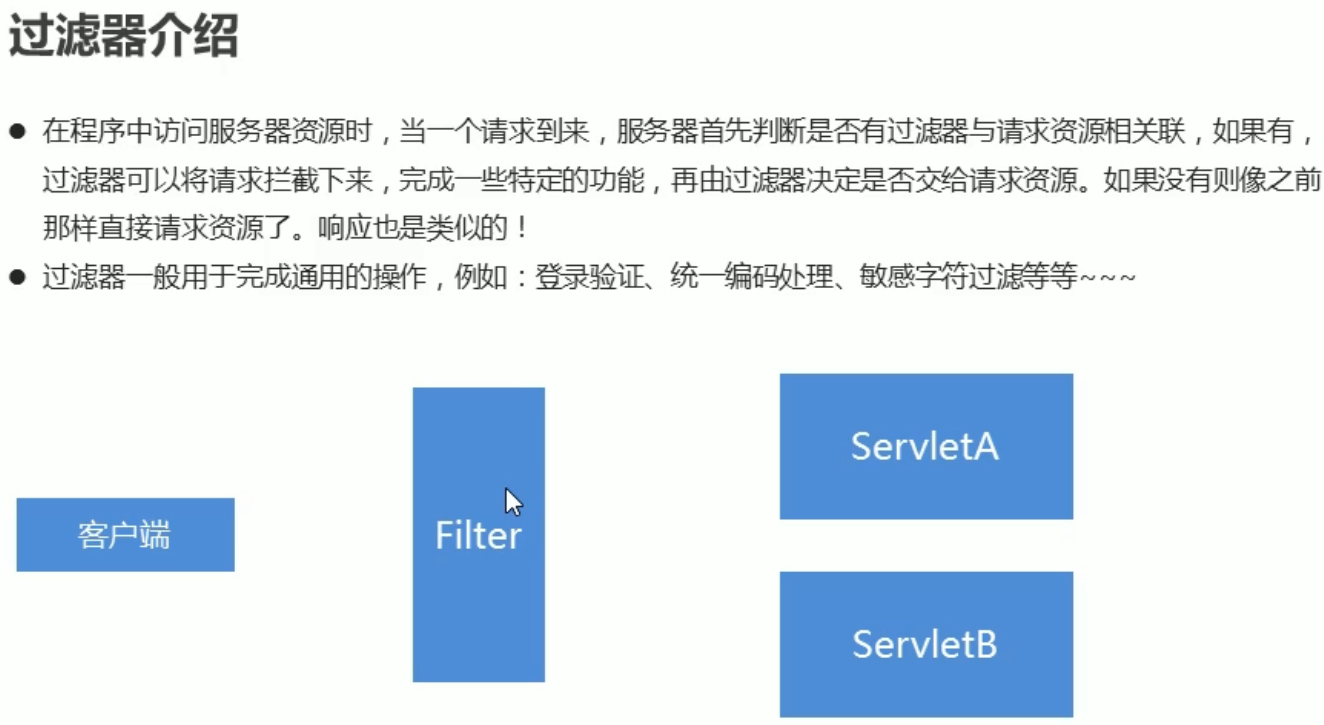 过滤器介绍
● 在程序中访问服务器资源时，当一个请求到来，服务器首先判断是否有过滤器与请求资源相关联，如果有，
过滤器可以将请求拦截下来，完成一些特定的功能，再由过滤器决定是否交给请求资源。如果没有则像之前
那样直接请求资源了。响应也是类似的！
● 过滤器一般用于完成通用的操作，例如：登录验证、统一编码处理、敏感字符过滤等等~~~
客户端
Filter
ServletA
ServletB